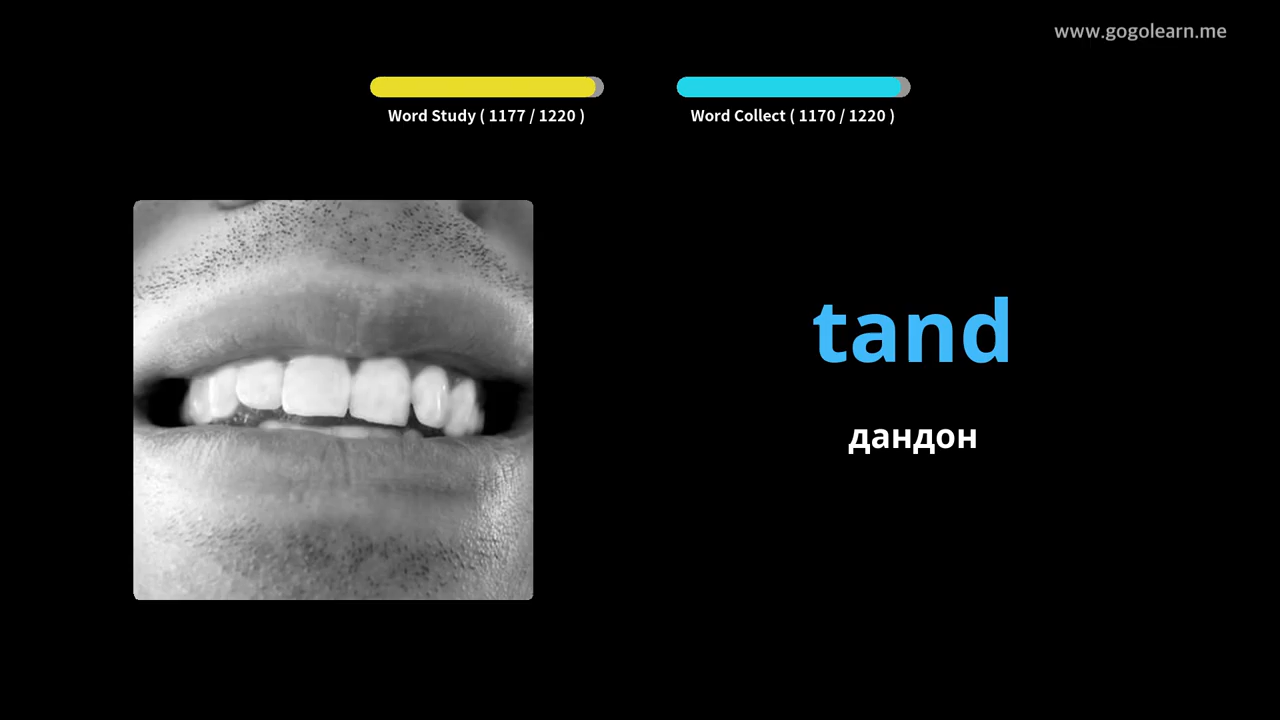 www.gogolearn.me
Word Study ( 1177 / 1220 )
Word Collect ( 1170 / 1220 )
tand
дандон